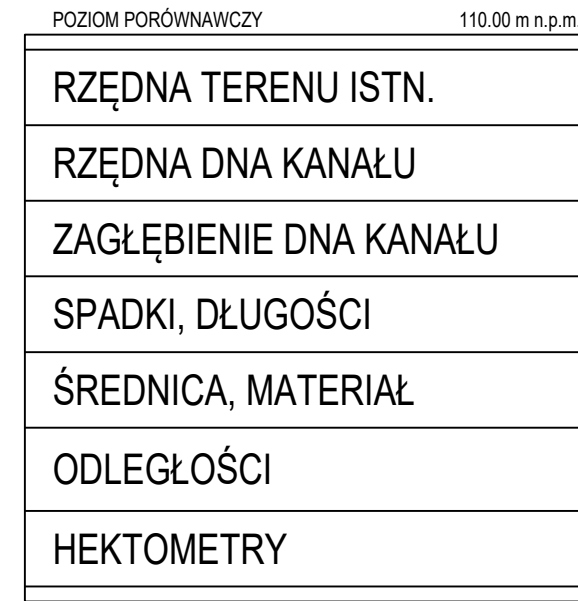 POZIOM PORÓWNAWCZY 110.00 m n.p.m.
RZĘDNA TERENU ISTN.
RZĘDNA DNA KANAŁU
ZAGŁĘBIENIE DNA KANAŁU
SPADKI, DŁUGOŚCI
ŚREDNICA, MATERIAŁ
ODLEGŁOŚCI
HEKTOMETRY